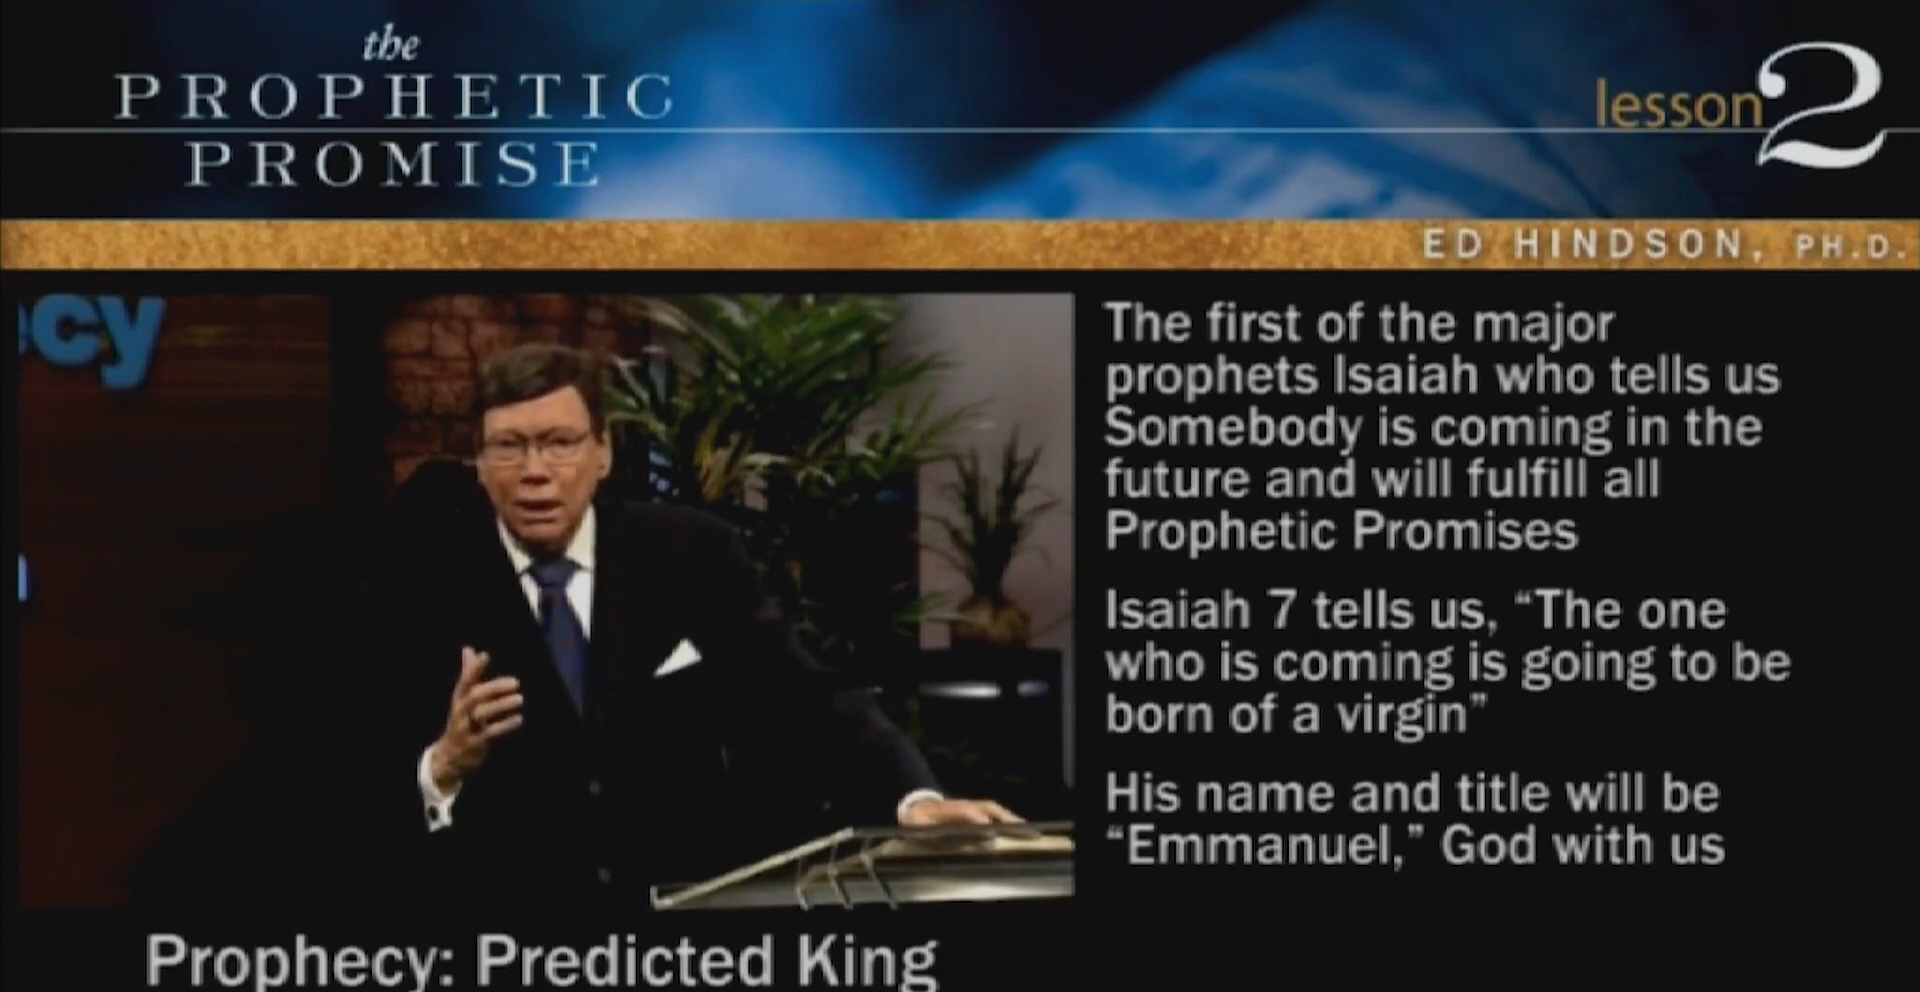 the
PROPHETIC
PROMISE
lesson 2
ED HINDSON, PH.D.
cy
The first of the major
prophets Isaiah who tells us
Somebody is coming in the
future and will fulfill all
Prophetic Promises
Isaiah 7 tells us, “The one
who is coming is going to be
born of a virgin”
His name and title will be
“Emmanuel,” God with us
Prophecy: Predicted King